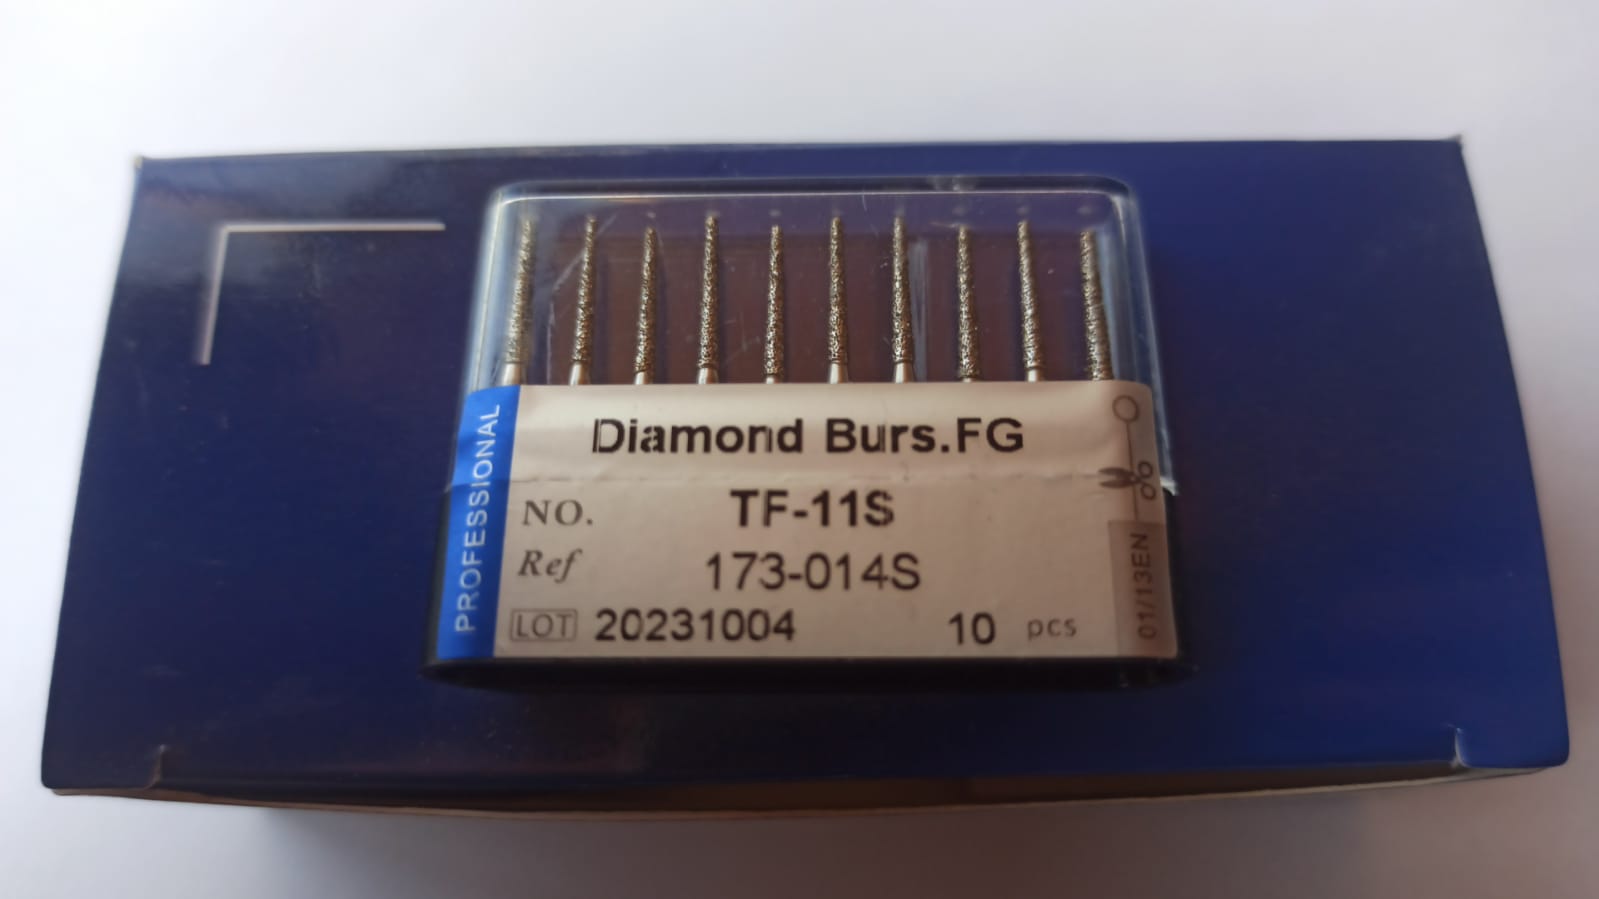 PROFESSIONAL
Diamond Burs.FG
NO. TF-11S
Ref 173-014S
LOT 20231004 10 pcs
01/13EN